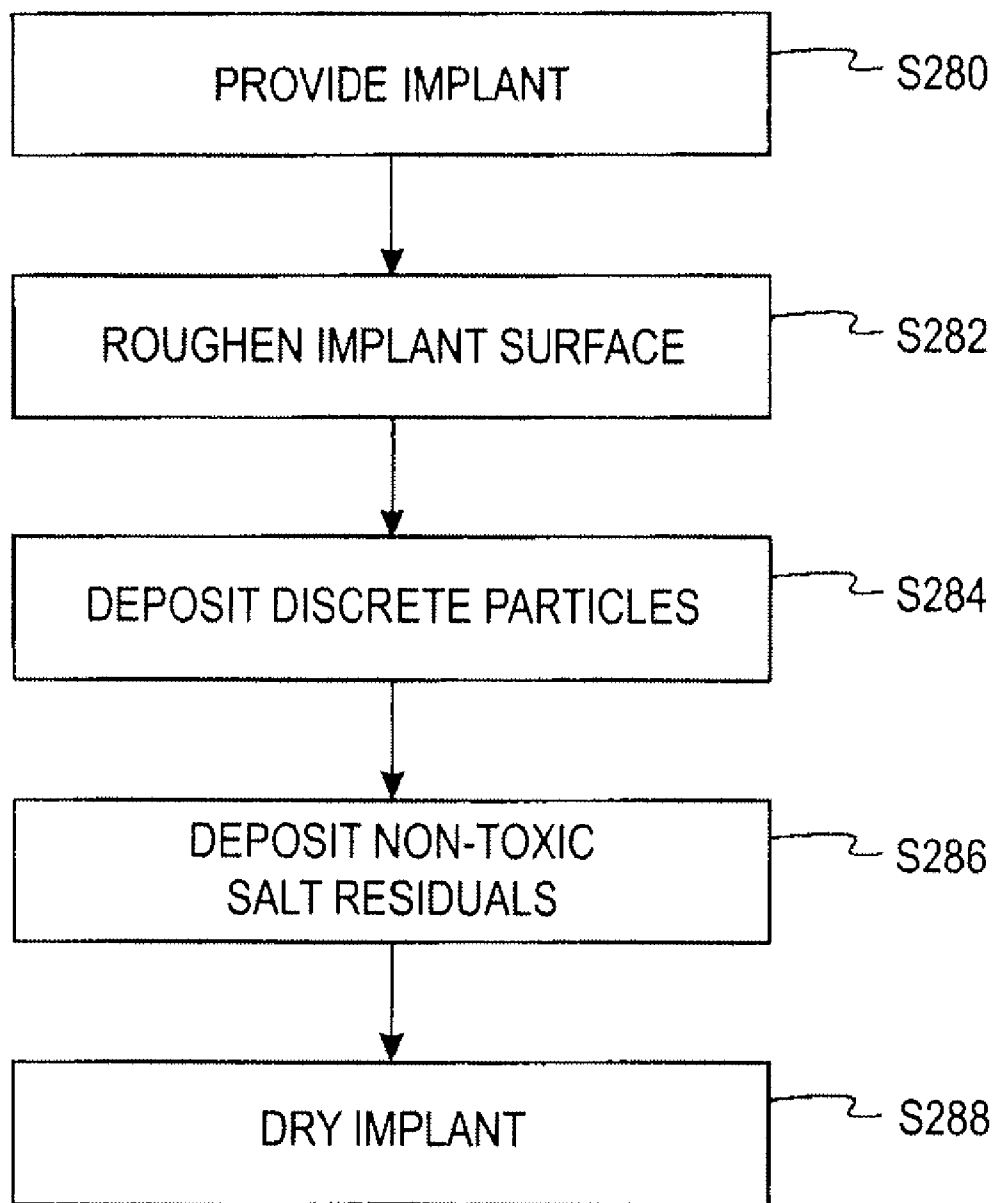 PROVIDE IMPLANT
S280
ROUGHEN IMPLANT SURFACE
S282
DEPOSIT DISCRETE PARTICLES
S284
DEPOSIT NON-TOXIC
SALT RESIDUALS
S286
DRY IMPLANT
S288